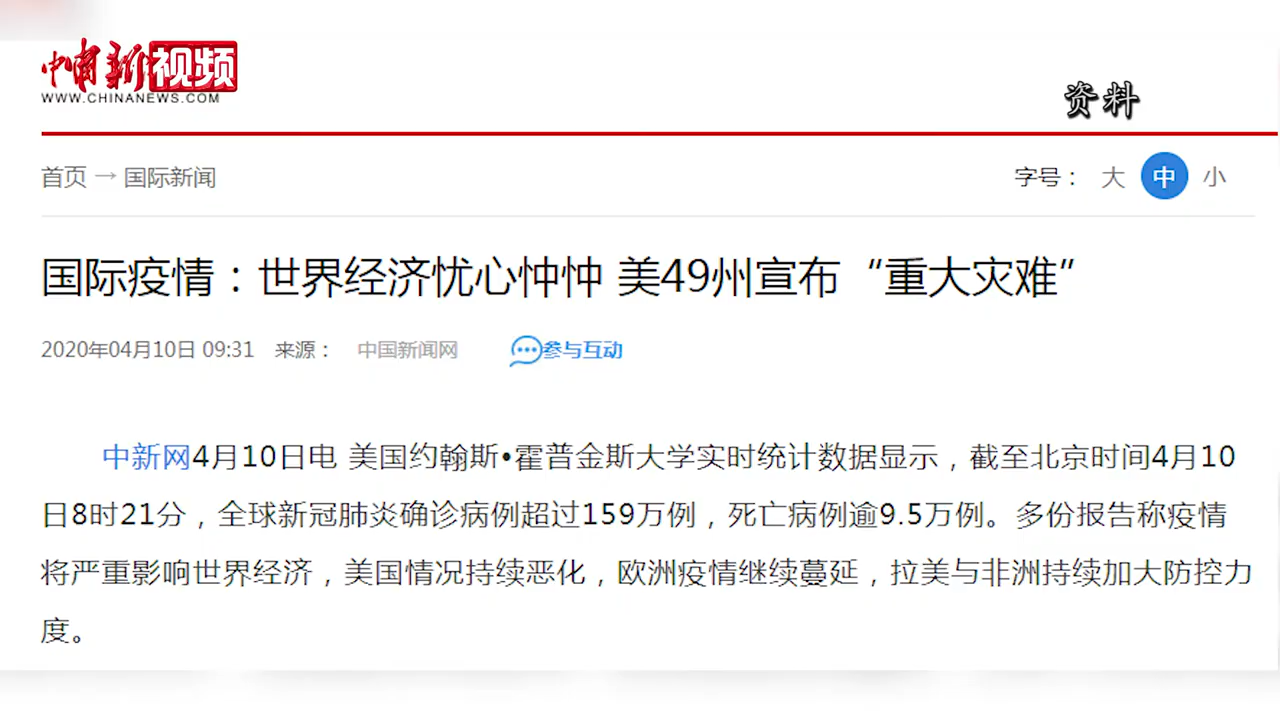 中新视频
WWW.CHINANEWS.COM
资料
首页 → 国际新闻
字号： 大 中 小
国际疫情：世界经济忧心忡忡 美49州宣布“重大灾难”
2020年04月10日 09:31 来源： 中国新闻网 参与互动
中新网4月10日电 美国约翰斯•霍普金斯大学实时统计数据显示，截至北京时间4月10
日8时21分，全球新冠肺炎确诊病例超过159万例，死亡病例逾9.5万例。多份报告称疫情
将严重影响世界经济，美国情况持续恶化，欧洲疫情继续蔓延，拉美与非洲持续加大防控力
度。